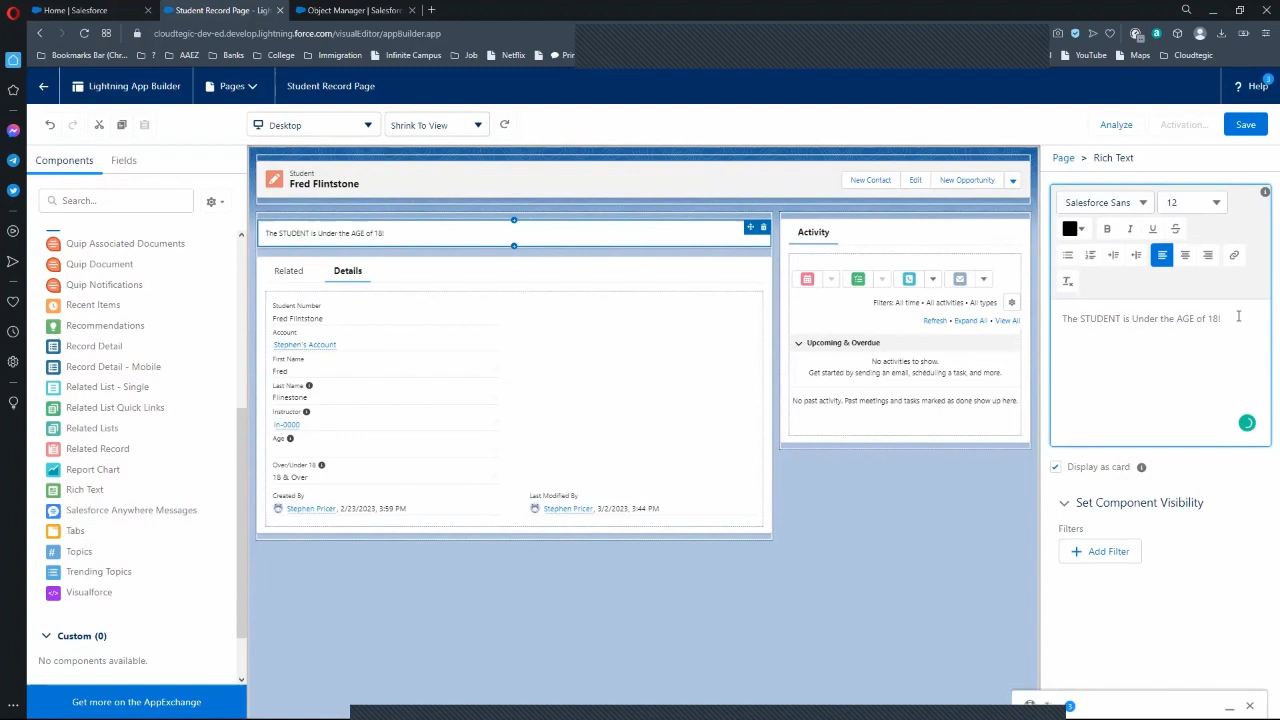 Home | Salesforce
Student Record Page - Ligh
Object Manager | Salesforc
cloudtegic-dev-ed.develop.lightning.force.com/visualEditor/appBuilder.app
Bookmarks Bar (Chr... ? AAEZ College Banks Immigration Infinite Campus Job Netflix (5) YouTube Maps Cloudtegic
Lightning App Builder Pages Student Record Page ? Help 3
Desktop Shrink To View Analyze Activation... Save
Components Fields
Search...
Quip Associated Documents
Quip Document
Quip Notifications
Recent Items
Recommendations
Record Detail
Record Detail - Mobile
Related List - Single
Related List Quick Links
Related Lists
Related Record
Report Chart
Rich Text
Salesforce Anywhere Messages
Tabs
Topics
Trending Topics
Visualforce
Custom (0)
No components available.
Get more on the AppExchange
Student
Fred Flintstone
New Contact Edit New Opportunity
The STUDENT is Under the AGE of 18!
Related Details
Student Number
Fred Flintstone
Account
Stephen's Account
First Name
Fred
Last Name
Flinestone
Instructor
In-0000
Age
Over/Under 18
18 & Over
Created By
Stephen Pricer, 2/23/2023, 3:59 PM
Last Modified By
Stephen Pricer, 3/2/2023, 3:44 PM
Activity
Filters: All time • All activities • All types
Refresh • Expand All • View All
Upcoming & Overdue
No activities to show.
Get started by sending an email, scheduling a task, and more.
No past activity. Past meetings and tasks marked as done show up here.
Page > Rich Text
Salesforce Sans 12
B I U S
The STUDENT is Under the AGE of 18!
Display as card
Set Component Visibility
Filters
+ Add Filter
3